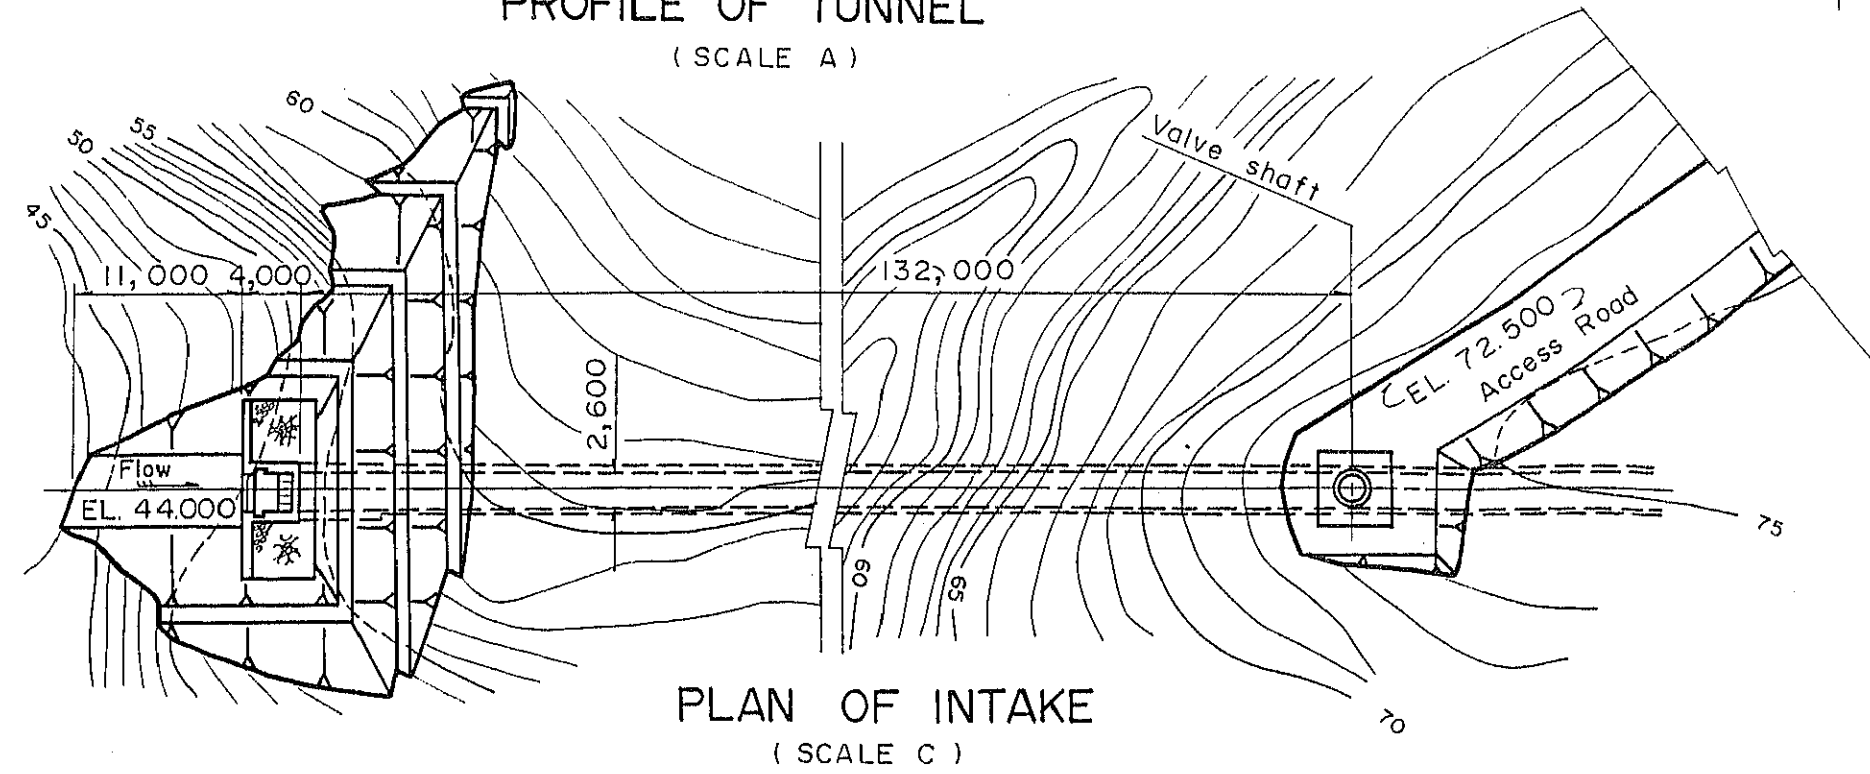 PROFILE OF TUNNEL
( SCALE A )
60
55
50
45
Valve shaft
11,000 4,000
132,000
EL. 72.500
Access Road
2,600
Flow
EL. 44.000
60
65
75
70
PLAN OF INTAKE
( SCALE C )